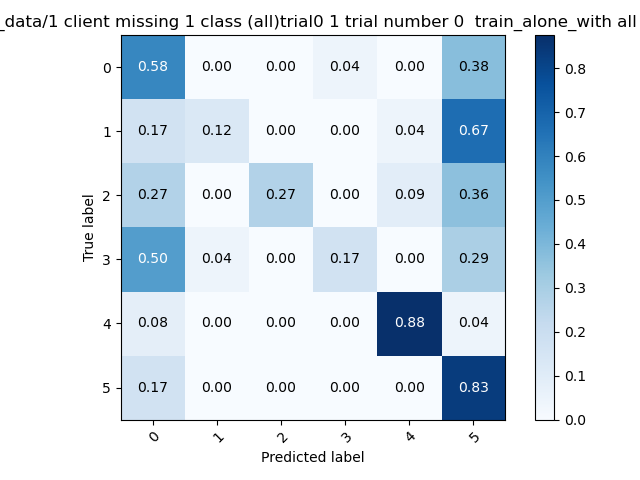 _data/1 client missing 1 class (all)trial0 1 trial number 0  train_alone_with all
0 0.58 0.00 0.00 0.04 0.00 0.38
1 0.17 0.12 0.00 0.00 0.04 0.67
2 0.27 0.00 0.27 0.00 0.09 0.36
3 0.50 0.04 0.00 0.17 0.00 0.29
4 0.08 0.00 0.00 0.00 0.88 0.04
5 0.17 0.00 0.00 0.00 0.00 0.83
True label
0 1 2 3 4 5
Predicted label
0.8
0.7
0.6
0.5
0.4
0.3
0.2
0.1
0.0